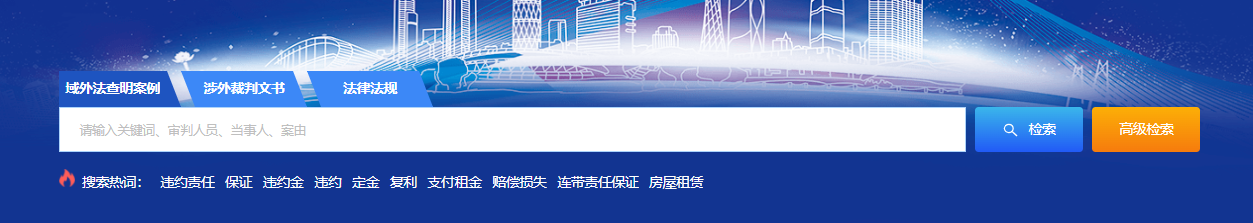 域外法查明案例 涉外裁判文书 法律法规
请输入关键词、审判人员、当事人、案由 检索 高级检索
搜索热词： 违约责任 保证 违约金 违约 定金 复利 支付租金 赔偿损失 连带责任保证 房屋租赁